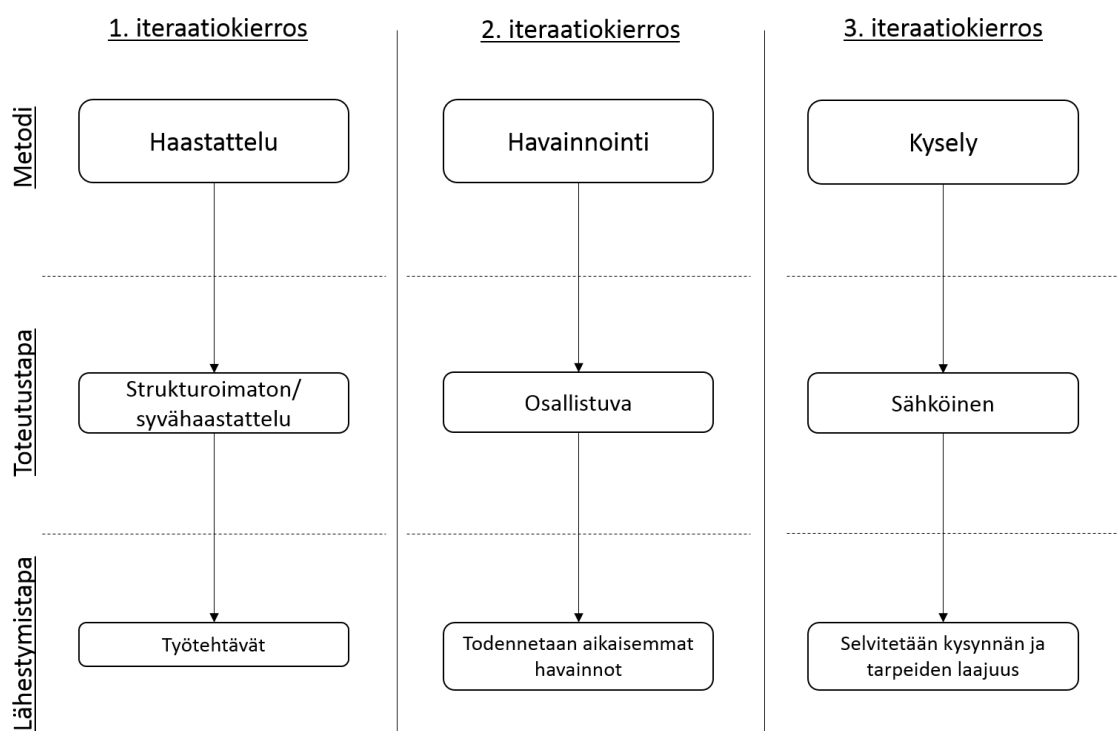 1. iteraatiokierros
2. iteraatiokierros
3. iteraatiokierros
Metodi
Haastattelu
Havainnointi
Kysely
Toteutustapa
Strukturoimaton/
syvähaastattelu
Osallistuva
Sähköinen
Lähestymistapa
Työtehtävät
Todennetaan aikaisemmat
havainnot
Selvitetään kysynnän ja
tarpeiden laajuus